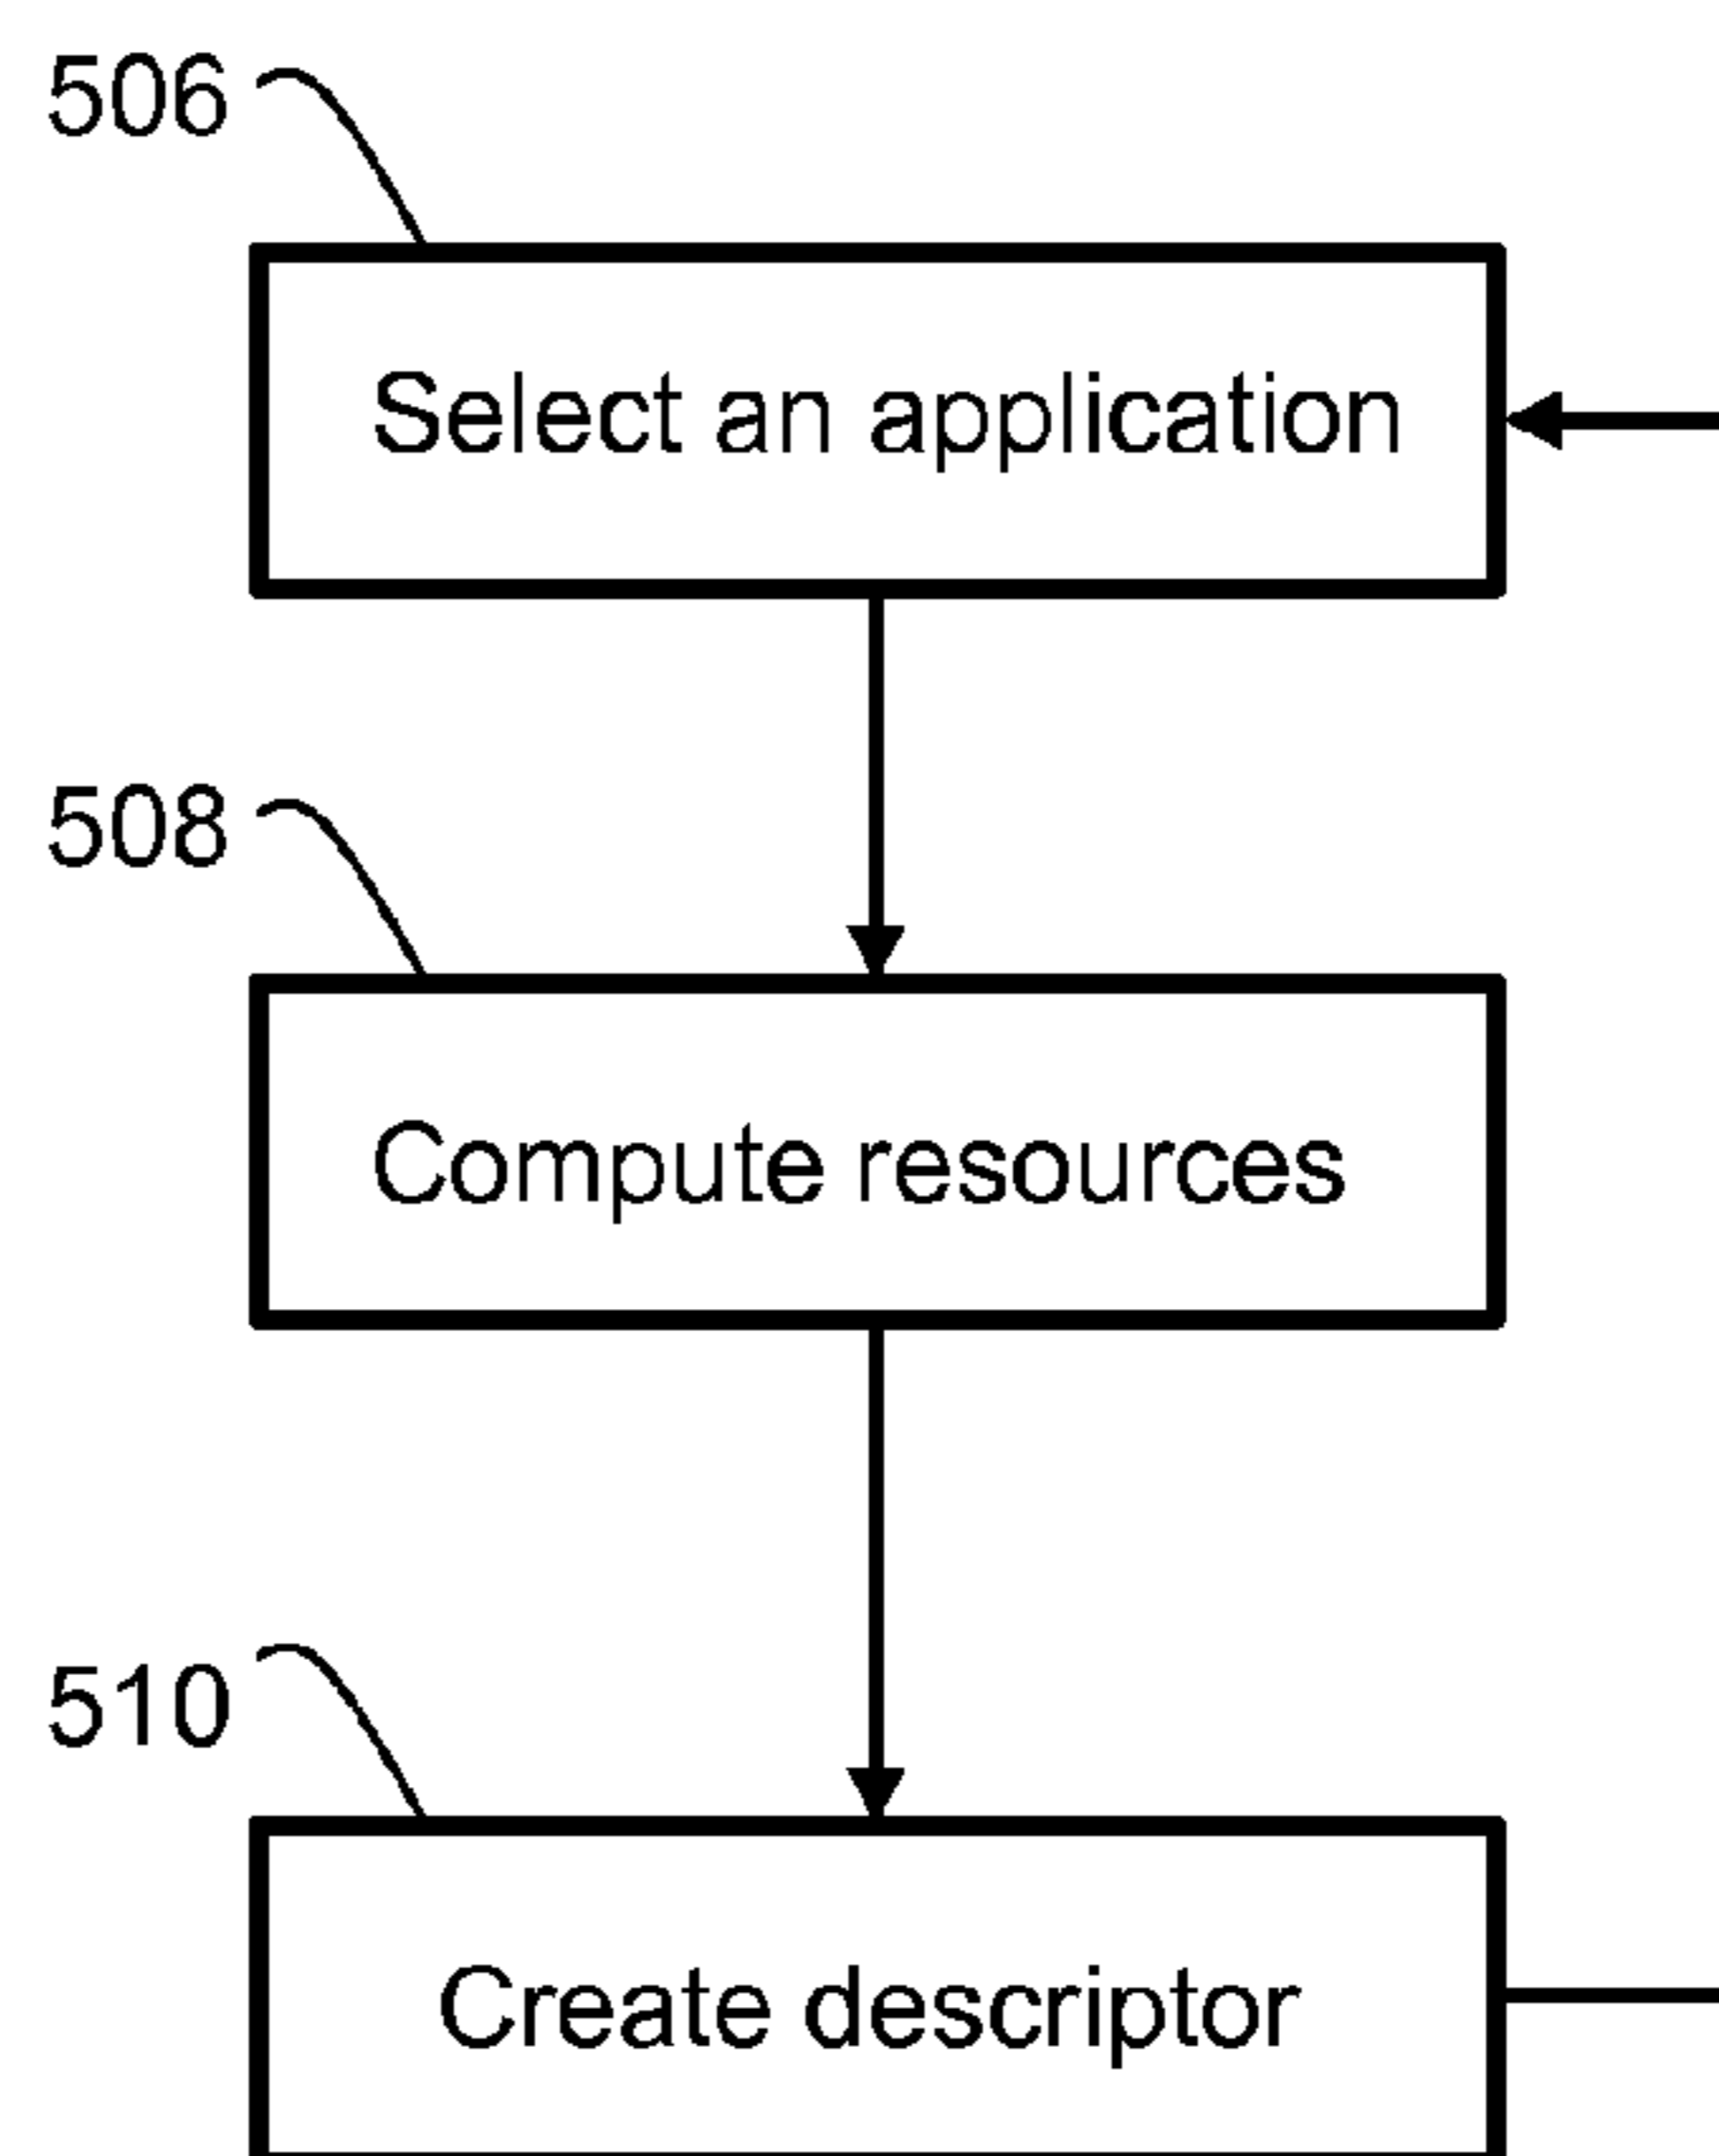 506
Select an application
508
Compute resources
510
Create descriptor